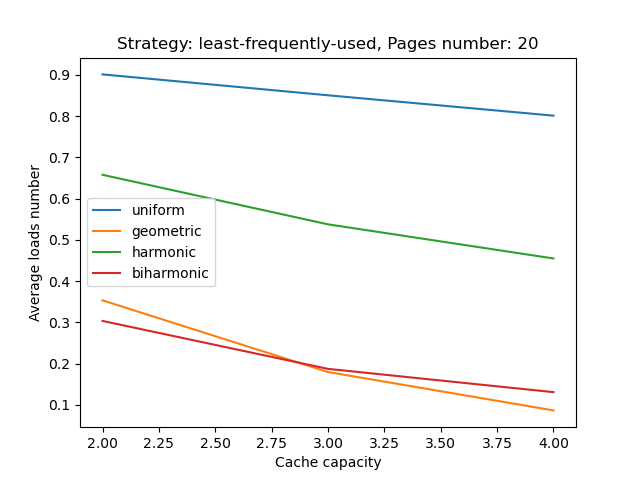 Strategy: least-frequently-used, Pages number: 20
Average loads number
0.9
0.8
0.7
0.6
0.5
0.4
0.3
0.2
0.1
uniform
geometric
harmonic
biharmonic
2.00 2.25 2.50 2.75 3.00 3.25 3.50 3.75 4.00
Cache capacity